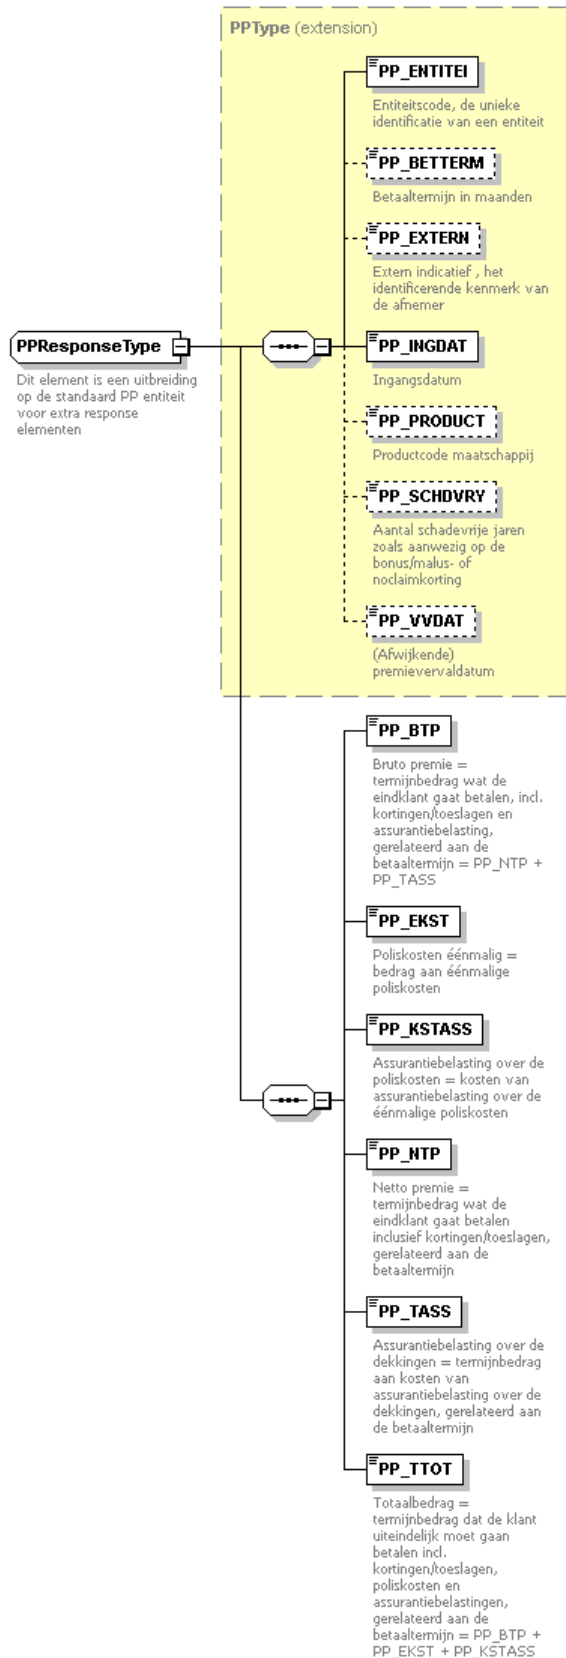 PPType (extension)
PP_ENTITEI
Entiteitscode, de unieke
identificatie van een entiteit
PP_BETTERM
Betaaltermijn in maanden
PP_EXTERN
Extern indicatief , het
identificerende kenmerk van
de afnemer
PPResponseType
Dit element is een uitbreiding
op de standaard PP entiteit
voor extra response
elementen
PP_INGDAT
Ingangsdatum
PP_PRODUCT
Productcode maatschappij
PP_SCHDVRY
Aantal schadevrije jaren
zoals aanwezig op de
bonus/malus- of
noclaimkorting
PP_VVDAT
(Afwijkende)
premievervaldatum
PP_BTP
Bruto premie =
termijnbedrag wat de
eindklant gaat betalen, incl.
kortingen/toeslagen en
assurantiebelasting,
gerelateerd aan de
betaaltermijn = PP_NTP +
PP_TASS
PP_EKST
Poliskosten éénmalig =
bedrag aan éénmalige
poliskosten
PP_KSTASS
Assurantiebelasting over de
poliskosten = kosten van
assurantiebelasting over de
éénmalige poliskosten
PP_NTP
Netto premie =
termijnbedrag wat de
eindklant gaat betalen
inclusief kortingen/toeslagen,
gerelateerd aan de
betaaltermijn
PP_TASS
Assurantiebelasting over de
dekkingen = termijnbedrag
aan kosten van
assurantiebelasting over de
dekkingen, gerelateerd aan
de betaaltermijn
PP_TTOT
Totaalbedrag =
termijnbedrag dat de klant
uiteindelijk moet gaan
betalen incl.
kortingen/toeslagen,
poliskosten en
assurantiebelastingen,
gerelateerd aan de
betaaltermijn = PP_BTP +
PP_EKST + PP_KSTASS